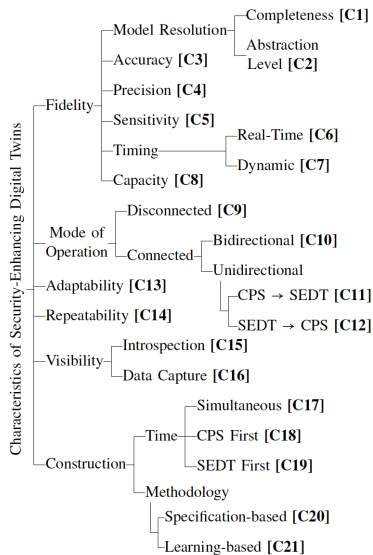 Characteristics of Security-Enhancing Digital Twins
Fidelity
Model Resolution
Completeness [C1]
Abstraction
Level [C2]
Accuracy [C3]
Precision [C4]
Sensitivity [C5]
Timing
Real-Time [C6]
Dynamic [C7]
Capacity [C8]
Mode of
Operation
Disconnected [C9]
Connected
Bidirectional [C10]
Unidirectional
CPS → SEDT [C11]
SEDT → CPS [C12]
Adaptability [C13]
Repeatability [C14]
Visibility
Introspection [C15]
Data Capture [C16]
Construction
Time
Simultaneous [C17]
CPS First [C18]
SEDT First [C19]
Methodology
Specification-based [C20]
Learning-based [C21]